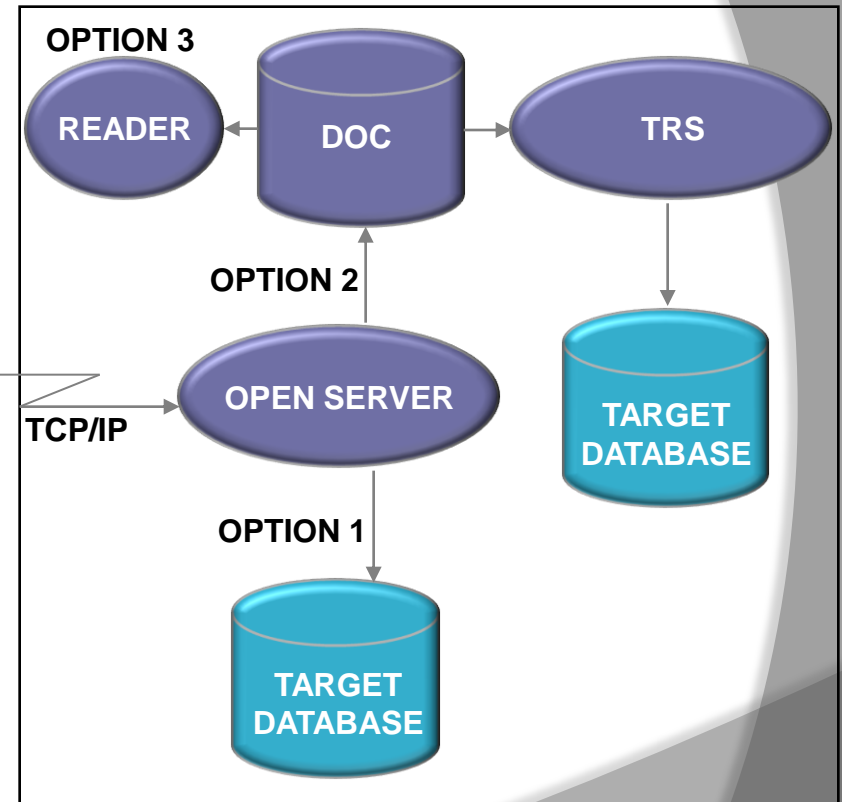 OPTION 3
READER
DOC
TRS
OPTION 2
OPEN SERVER
TCP/IP
TARGET
DATABASE
OPTION 1
TARGET
DATABASE